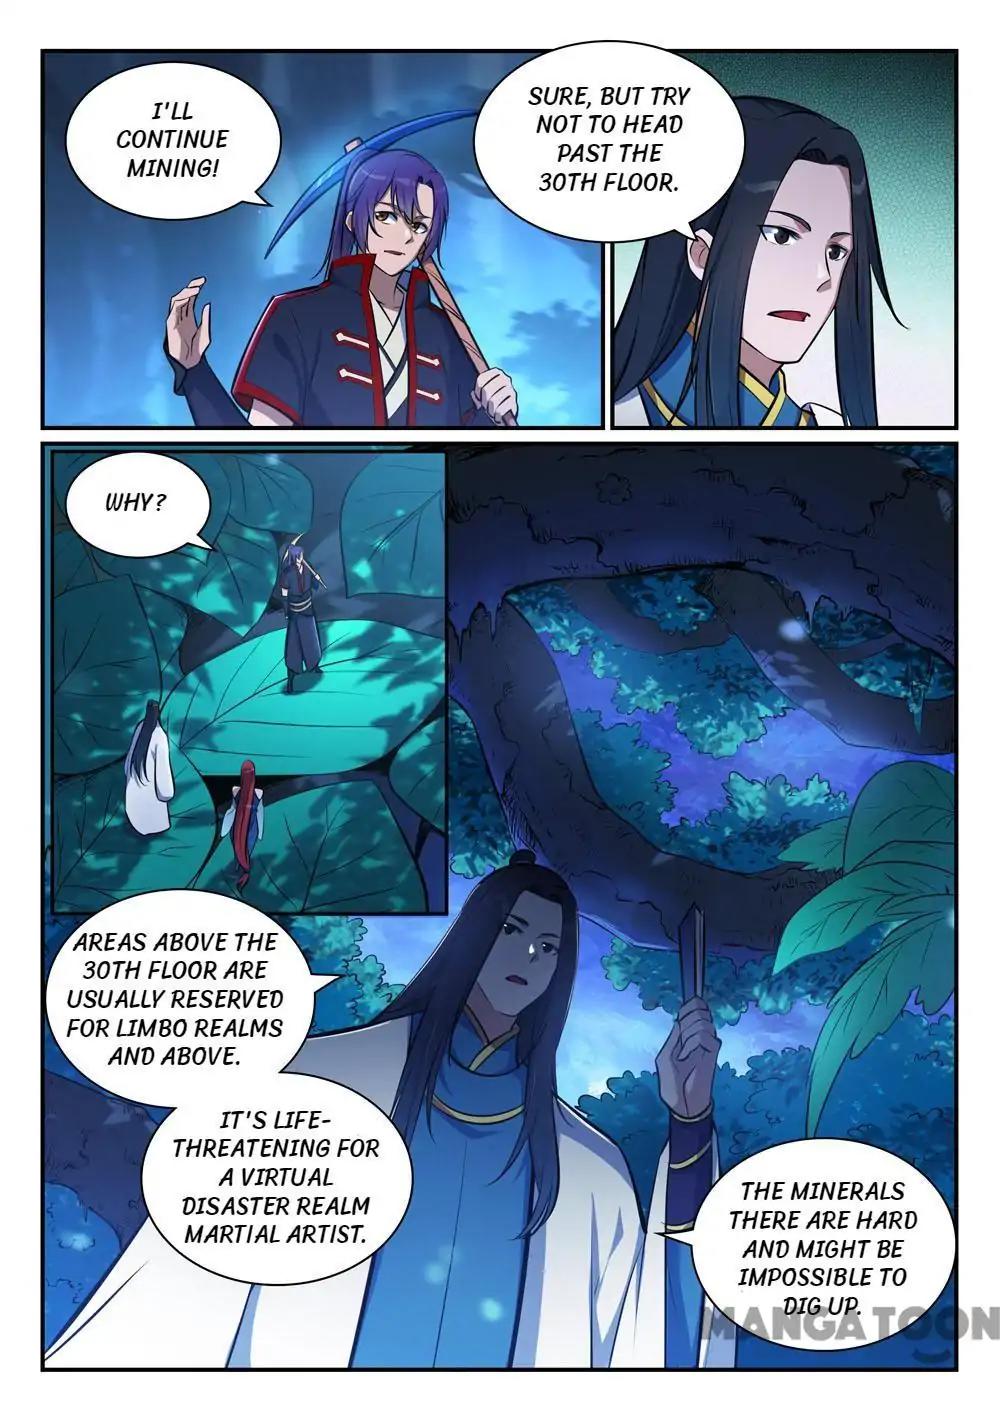 I'LL
CONTINUE
MINING!
SURE, BUT TRY
NOT TO HEAD
PAST THE
30TH FLOOR.
WHY?
AREAS ABOVE THE
30TH FLOOR ARE
USUALLY RESERVED
FOR LIMBO REALMS
AND ABOVE.
IT'S LIFE-
THREATENING FOR
A VIRTUAL
DISASTER REALM
MARTIAL ARTIST.
THE MINERALS
THERE ARE HARD
AND MIGHT BE
IMPOSSIBLE TO
DIG UP.
MANGATOON